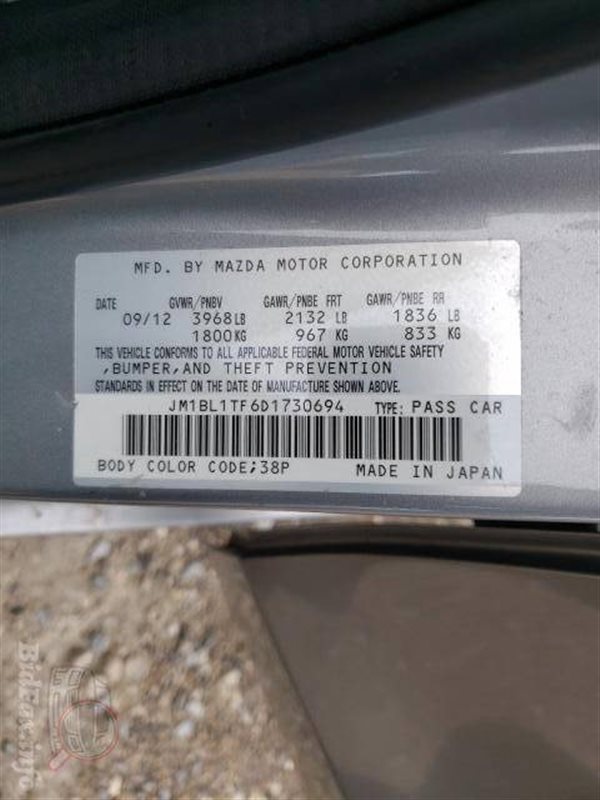 MFD. BY MAZDA MOTOR CORPORATION
DATE GVWR/PNBV GAWR/PNBE FRT GAWR/PNBE RR
09/12 3968 LB 2132 LB 1836 LB
1800 KG 967 KG 833 KG
THIS VEHICLE CONFORMS TO ALL APPLICABLE FEDERAL MOTOR VEHICLE SAFETY
,BUMPER,AND THEFT PREVENTION
STANDARDS IN EFFECT ON THE DATE OF MANUFACTURE SHOWN ABOVE.
JM1BL1TF6D1730694 TYPE: PASS CAR
BODY COLOR CODE;38P MADE IN JAPAN
BidFax.info